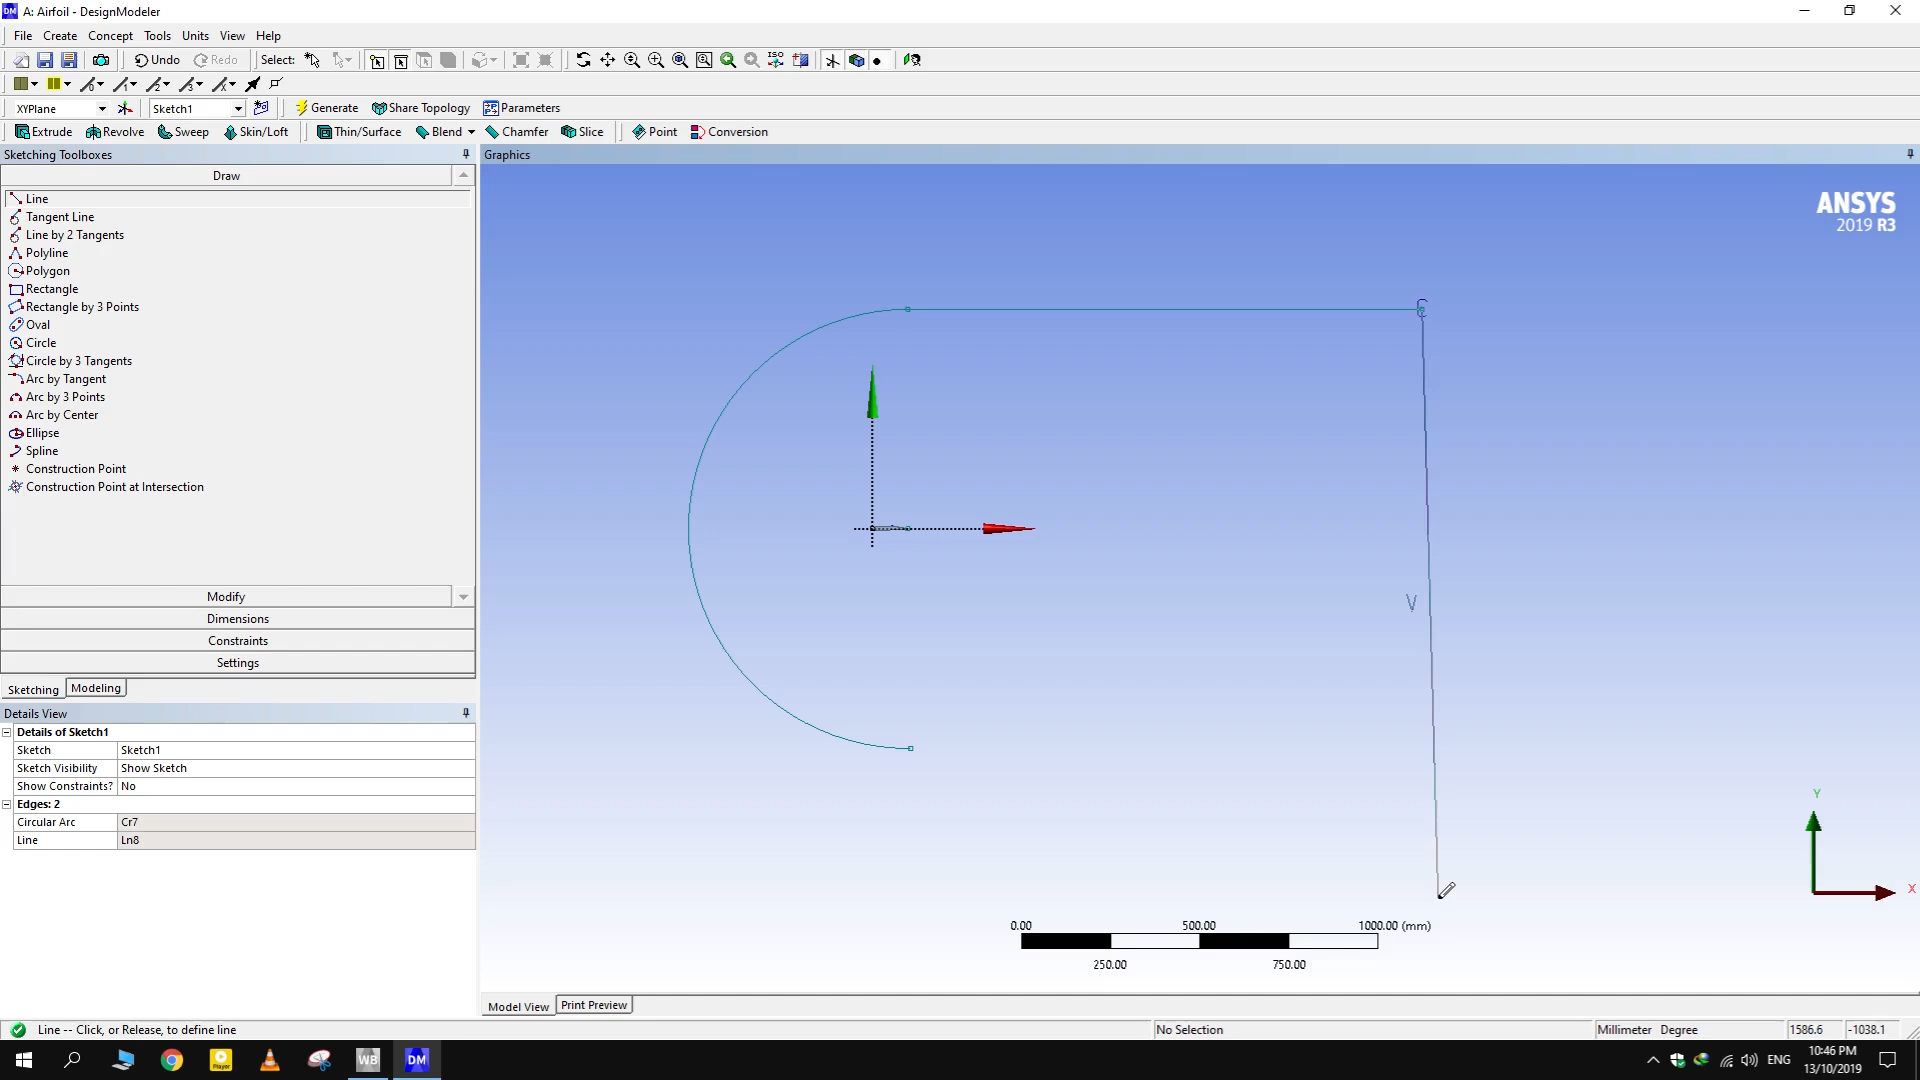 A: Airfoil - DesignModeler
File Create Concept Tools Units View Help
Undo Redo Select: ISO
XYPlane Sketch1 Generate Share Topology Parameters
Extrude Revolve Sweep Skin/Loft Thin/Surface Blend Chamfer Slice Point Conversion
Sketching Toolboxes
Draw
Line
Tangent Line
Line by 2 Tangents
Polyline
Polygon
Rectangle
Rectangle by 3 Points
Oval
Circle
Circle by 3 Tangents
Arc by Tangent
Arc by 3 Points
Arc by Center
Ellipse
Spline
Construction Point
Construction Point at Intersection
Modify
Dimensions
Constraints
Settings
Sketching Modeling
Details View
Details of Sketch1
Sketch Sketch1
Sketch Visibility Show Sketch
Show Constraints? No
Edges: 2
Circular Arc Cr7
Line Ln8
Graphics
ANSYS
2019 R3
C
V
Y
X
0.00 500.00 1000.00 (mm)
250.00 750.00
Model View Print Preview
Line -- Click, or Release, to define line No Selection Millimeter Degree 1586.6 -1038.1
Player WB DM ENG 10:46 PM
13/10/2019